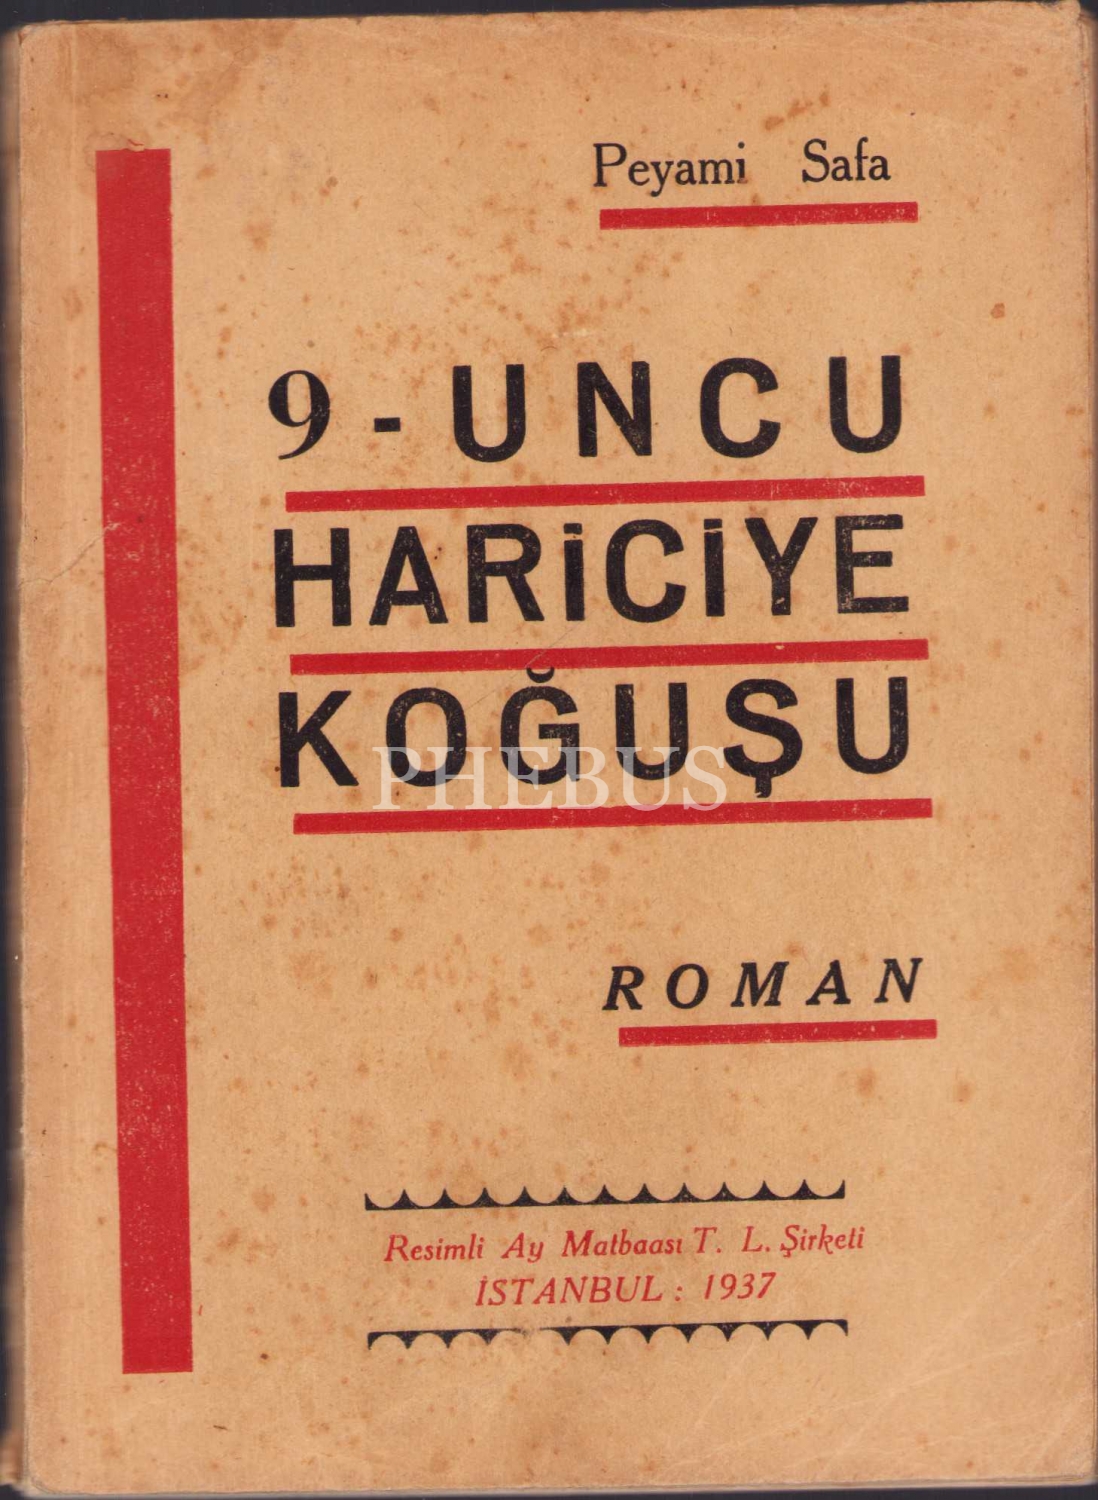 Peyami Safa
9 - UNCU
HARİCİYE
KOĞUŞU
PHEBUS
ROMAN
Resimli Ay Matbaası T. L. Şirketi
İSTANBUL : 1937